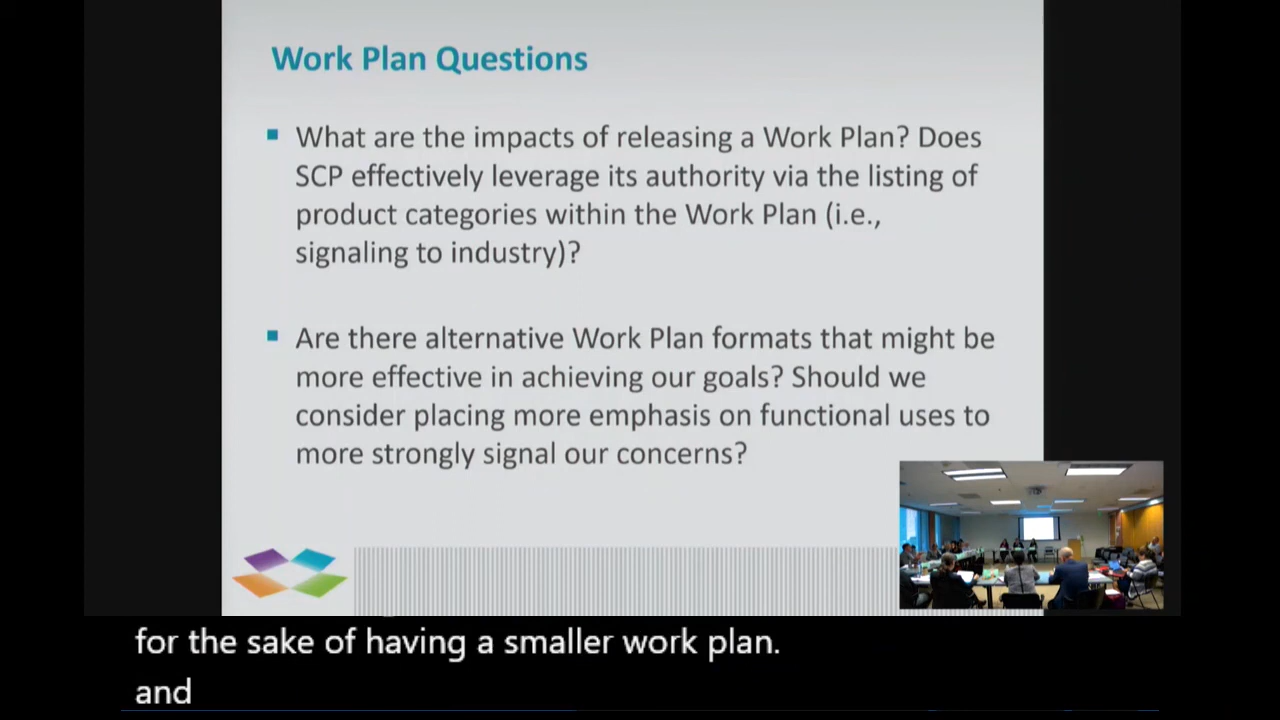 Work Plan Questions
What are the impacts of releasing a Work Plan? Does
SCP effectively leverage its authority via the listing of
product categories within the Work Plan (i.e.,
signaling to industry)?
Are there alternative Work Plan formats that might be
more effective in achieving our goals? Should we
consider placing more emphasis on functional uses to
more strongly signal our concerns?
for the sake of having a smaller work plan.
and